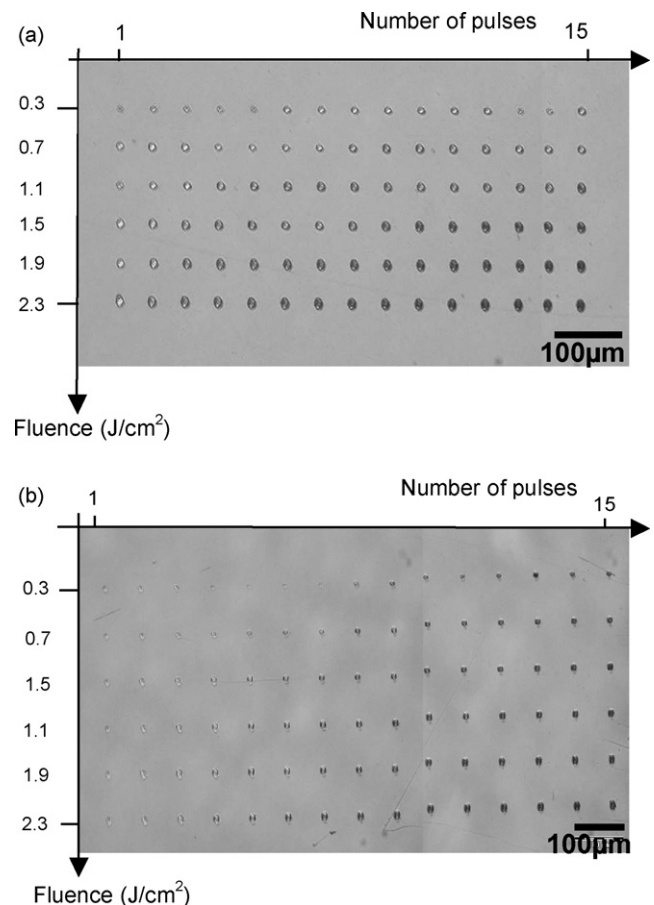 (a)
Number of pulses
1
15
0.3
0.7
1.1
1.5
1.9
2.3
100µm
Fluence (J/cm²)
(b)
Number of pulses
1
15
0.3
0.7
1.5
1.1
1.9
2.3
100µm
Fluence (J/cm²)